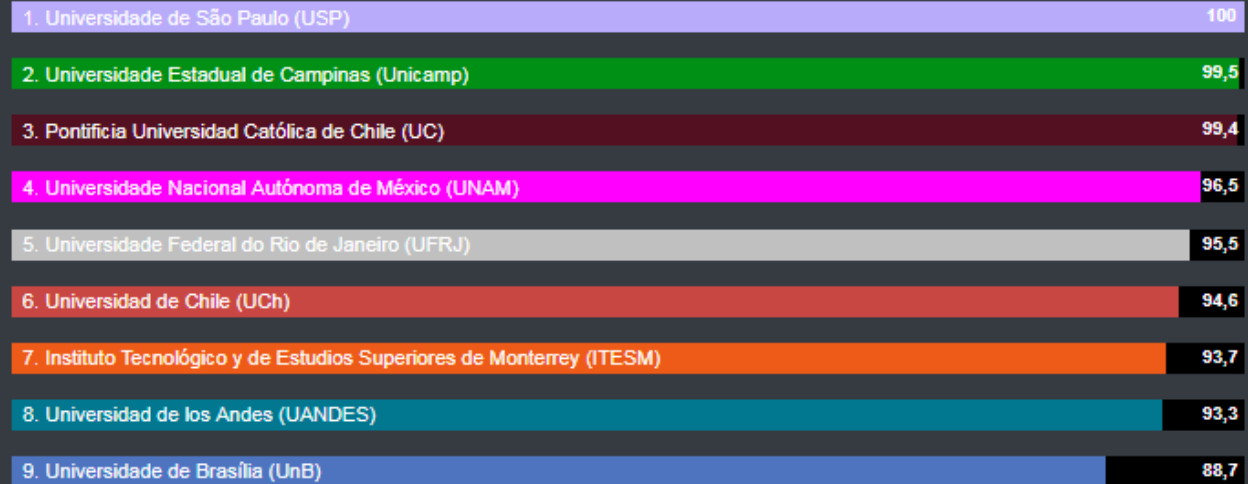 1. Universidade de São Paulo (USP) 100
2. Universidade Estadual de Campinas (Unicamp) 99,5
3. Pontificia Universidad Católica de Chile (UC) 99,4
4. Universidade Nacional Autónoma de México (UNAM) 96,5
5. Universidade Federal do Rio de Janeiro (UFRJ) 95,5
6. Universidad de Chile (UCh) 94,6
7. Instituto Tecnológico y de Estudios Superiores de Monterrey (ITESM) 93,7
8. Universidad de los Andes (UANDES) 93,3
9. Universidade de Brasília (UnB) 88,7